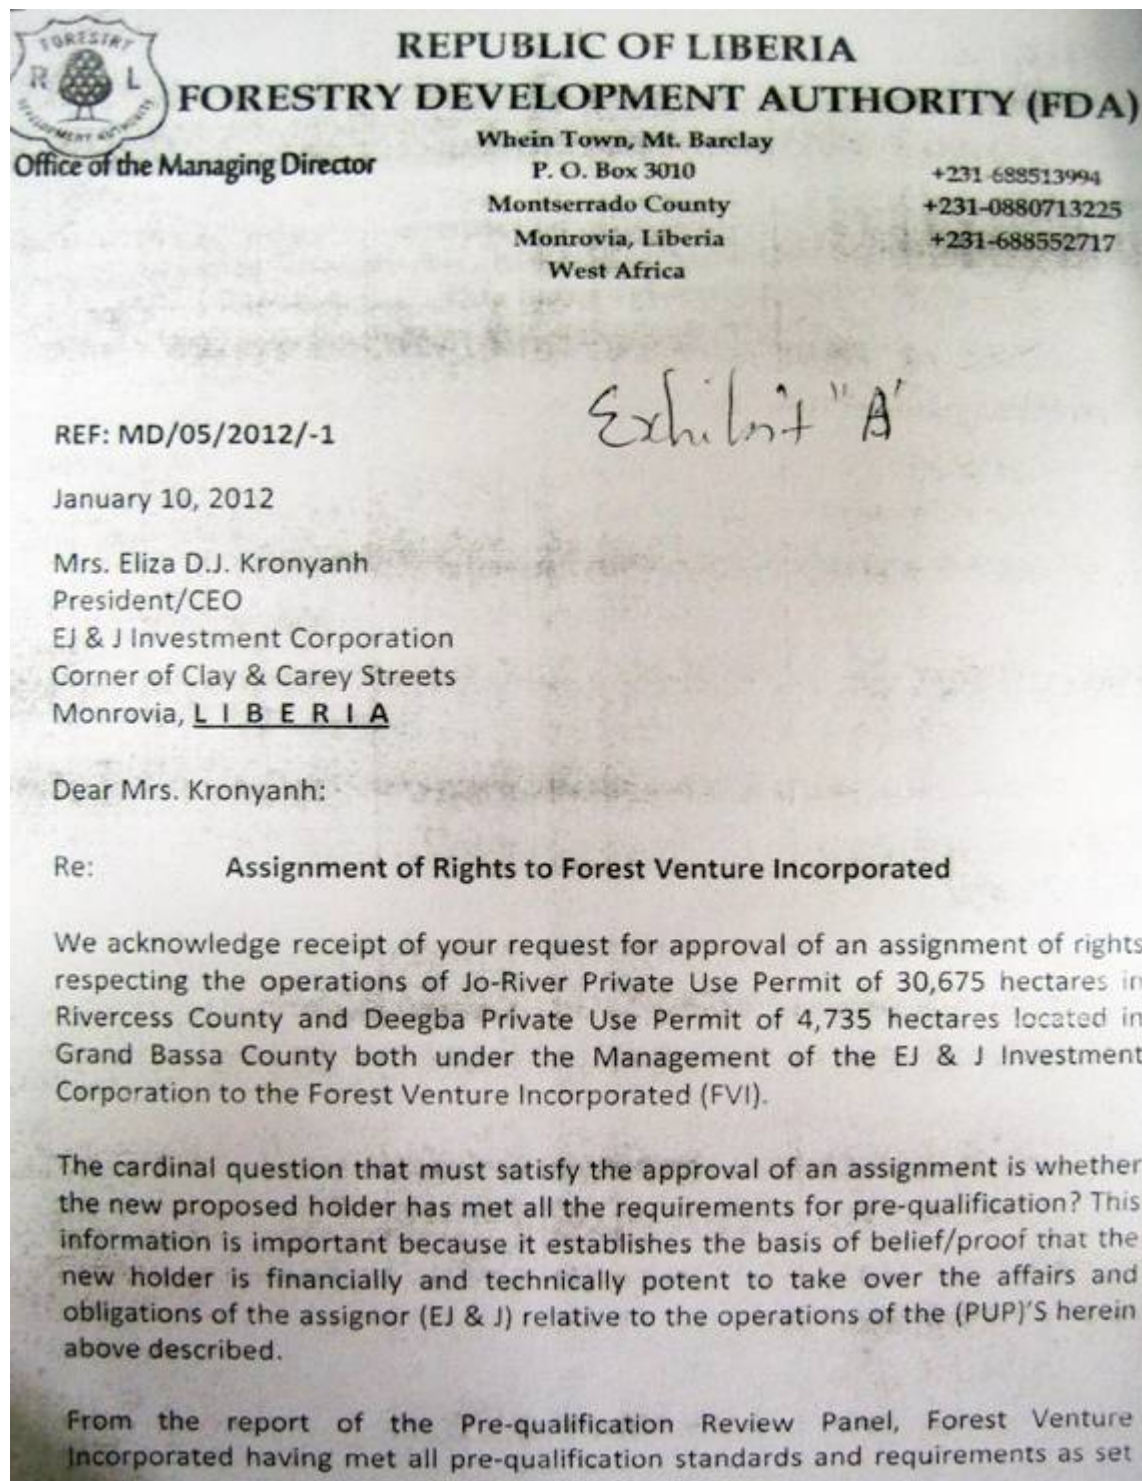 FORESTRY
R L
DEVELOPMENT AUTHORITY
REPUBLIC OF LIBERIA
FORESTRY DEVELOPMENT AUTHORITY (FDA)
Office of the Managing Director
Whein Town, Mt. Barclay
P. O. Box 3010
Montserrado County
Monrovia, Liberia
West Africa
+231-688513994
+231-0880713225
+231-688552717
Exhibit "A"
REF: MD/05/2012/-1
January 10, 2012
Mrs. Eliza D.J. Kronyanh
President/CEO
EJ & J Investment Corporation
Corner of Clay & Carey Streets
Monrovia, L I B E R I A
Dear Mrs. Kronyanh:
Re: Assignment of Rights to Forest Venture Incorporated
We acknowledge receipt of your request for approval of an assignment of rights
respecting the operations of Jo-River Private Use Permit of 30,675 hectares in
Rivercess County and Deegba Private Use Permit of 4,735 hectares located in
Grand Bassa County both under the Management of the EJ & J Investment
Corporation to the Forest Venture Incorporated (FVI).
The cardinal question that must satisfy the approval of an assignment is whether
the new proposed holder has met all the requirements for pre-qualification? This
information is important because it establishes the basis of belief/proof that the
new holder is financially and technically potent to take over the affairs and
obligations of the assignor (EJ & J) relative to the operations of the (PUP)'S herein
above described.
From the report of the Pre-qualification Review Panel, Forest Venture
Incorporated having met all pre-qualification standards and requirements as set